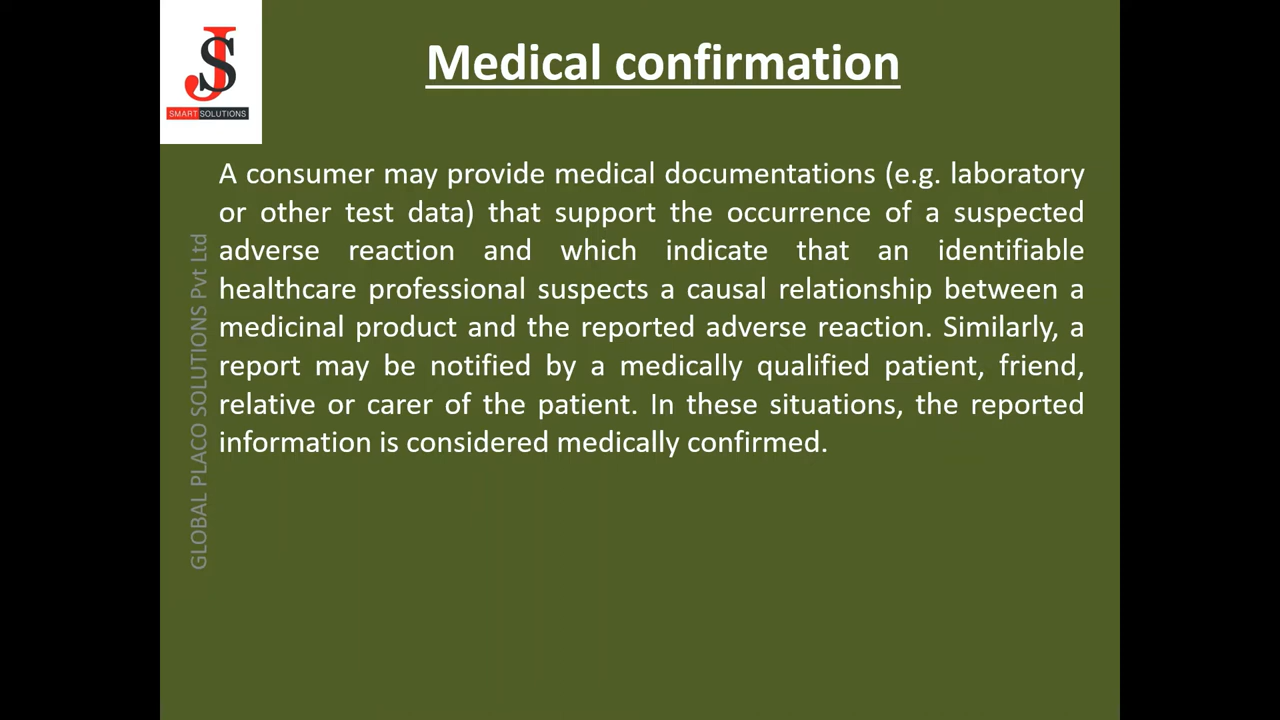 JS
SMART SOLUTIONS
Medical confirmation
A consumer may provide medical documentations (e.g. laboratory
or other test data) that support the occurrence of a suspected
adverse reaction and which indicate that an identifiable
healthcare professional suspects a causal relationship between a
medicinal product and the reported adverse reaction. Similarly, a
report may be notified by a medically qualified patient, friend,
relative or carer of the patient. In these situations, the reported
information is considered medically confirmed.
GLOBAL PLACO SOLUTIONS Pvt Ltd